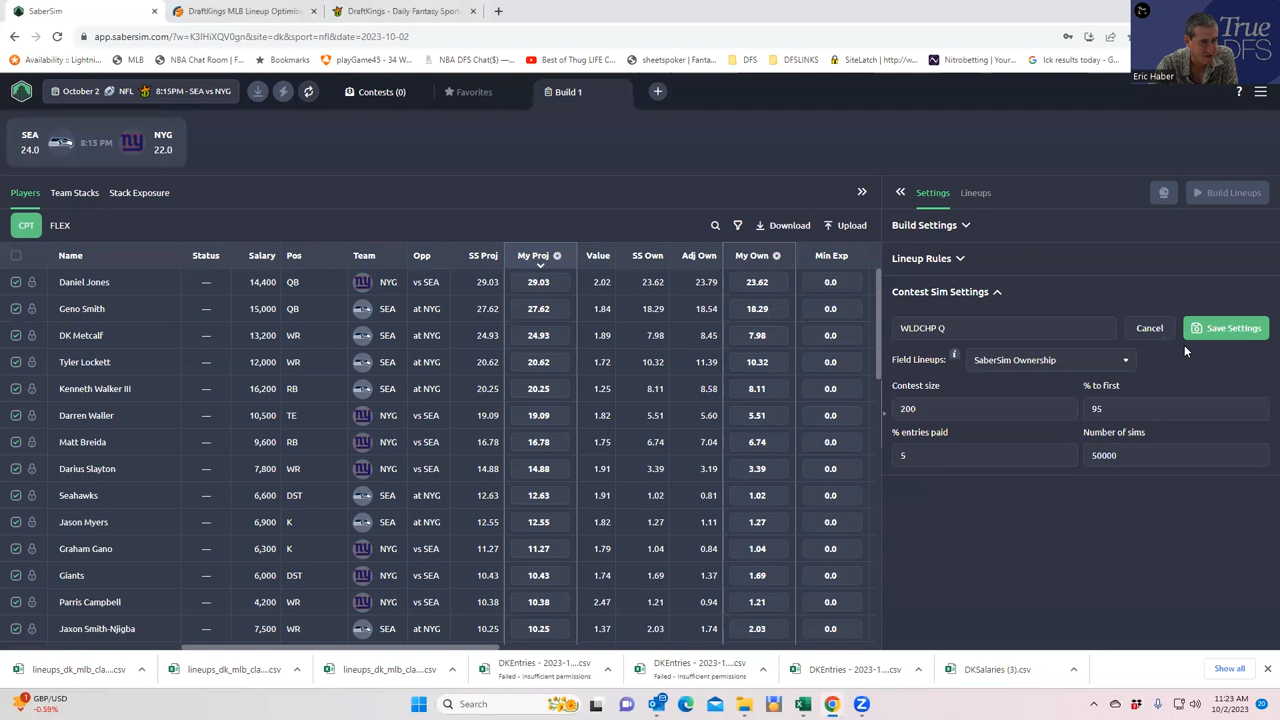 SaberSim
DraftKings MLB Lineup Optimiz
DraftKings - Daily Fantasy Sport
app.sabersim.com/?w=K3IHiXQV0gn&site=dk&sport=nfl&date=2023-10-02
Availability :: Lightni...
MLB
NBA Chat Room | F...
playGame45 - 34 W...
NBA DFS Chat($) —...
Best of Thug LIFE C...
sheetspoker | Fanta...
DFS
DFSLINKS
SiteLatch | http://w...
Nitrobetting | Your...
Ick results today - G...
True
DFS
Eric Haber
October 2 NFL 8:15PM - SEA vs NYG
Contests (0)
Favorites
Build 1
?
SEA 8:15 PM NYG
24.0 22.0
Players Team Stacks Stack Exposure
Settings Lineups
Build Lineups
CPT FLEX
Download Upload
Build Settings
Name Status Salary Pos Team Opp SS Proj My Proj Value SS Own Adj Own My Own Min Exp
Lineup Rules
Daniel Jones — 14,400 QB NYG vs SEA 29.03 29.03 2.02 23.62 23.79 23.62 0.0
Contest Sim Settings
Geno Smith — 15,000 QB SEA at NYG 27.62 27.62 1.84 18.29 18.54 18.29 0.0
WLDCHP Q Cancel Save Settings
DK Metcalf — 13,200 WR SEA at NYG 24.93 24.93 1.89 7.98 8.45 7.98 0.0
Field Lineups: SaberSim Ownership
Tyler Lockett — 12,000 WR SEA at NYG 20.62 20.62 1.72 10.32 11.39 10.32 0.0
Contest size % to first
Kenneth Walker III — 16,200 RB SEA at NYG 20.25 20.25 1.25 8.11 8.58 8.11 0.0
200 95
Darren Waller — 10,500 TE NYG vs SEA 19.09 19.09 1.82 5.51 5.60 5.51 0.0
% entries paid Number of sims
Matt Breida — 9,600 RB NYG vs SEA 16.78 16.78 1.75 6.74 7.04 6.74 0.0
5 50000
Darius Slayton — 7,800 WR NYG vs SEA 14.88 14.88 1.91 3.39 3.19 3.39 0.0
Seahawks — 6,600 DST SEA at NYG 12.63 12.63 1.91 1.02 0.81 1.02 0.0
Jason Myers — 6,900 K SEA at NYG 12.55 12.55 1.82 1.27 1.11 1.27 0.0
Graham Gano — 6,300 K NYG vs SEA 11.27 11.27 1.79 1.04 0.84 1.04 0.0
Giants — 6,000 DST NYG vs SEA 10.43 10.43 1.74 1.69 1.37 1.69 0.0
Parris Campbell — 4,200 WR NYG vs SEA 10.38 10.38 2.47 1.21 0.94 1.21 0.0
Jaxon Smith-Njigba — 7,500 WR SEA at NYG 10.25 10.25 1.37 2.03 1.74 2.03 0.0
lineups_dk_mlb_cla....csv
lineups_dk_mlb_cla....csv
lineups_dk_mlb_cla....csv
DKEntries - 2023-1....csv
Failed - Insufficient permissions
DKEntries - 2023-1....csv
Failed - Insufficient permissions
DKEntries - 2023-1....csv
DKSalaries (3).csv
Show all
GBP/USD
-0.59%
Search
11:23 AM
10/2/2023
20